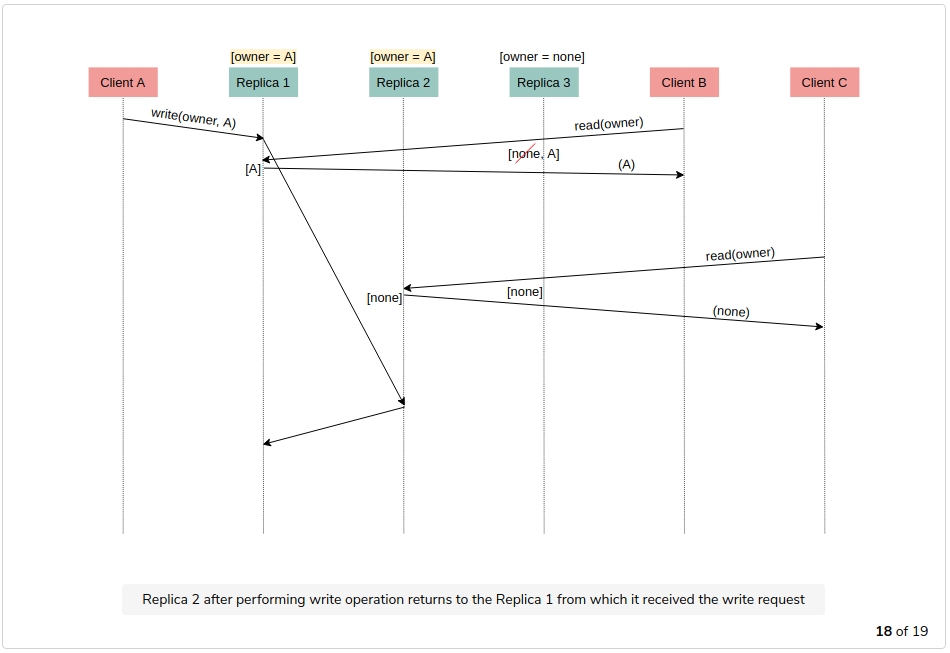 [owner = A] [owner = A] [owner = none]
Client A Replica 1 Replica 2 Replica 3 Client B Client C
write(owner, A)
read(owner)
[none, A]
[A]
(A)
read(owner)
[none]
[none]
(none)
Replica 2 after performing write operation returns to the Replica 1 from which it received the write request
18 of 19